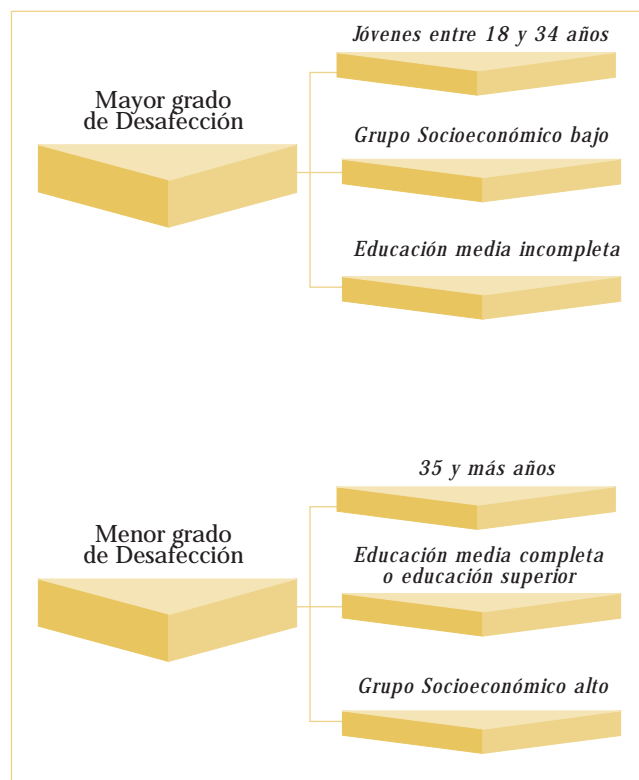 Mayor grado
de Desafección
Jóvenes entre 18 y 34 años
Grupo Socioeconómico bajo
Educación media incompleta
Menor grado
de Desafección
35 y más años
Educación media completa
o educación superior
Grupo Socioeconómico alto